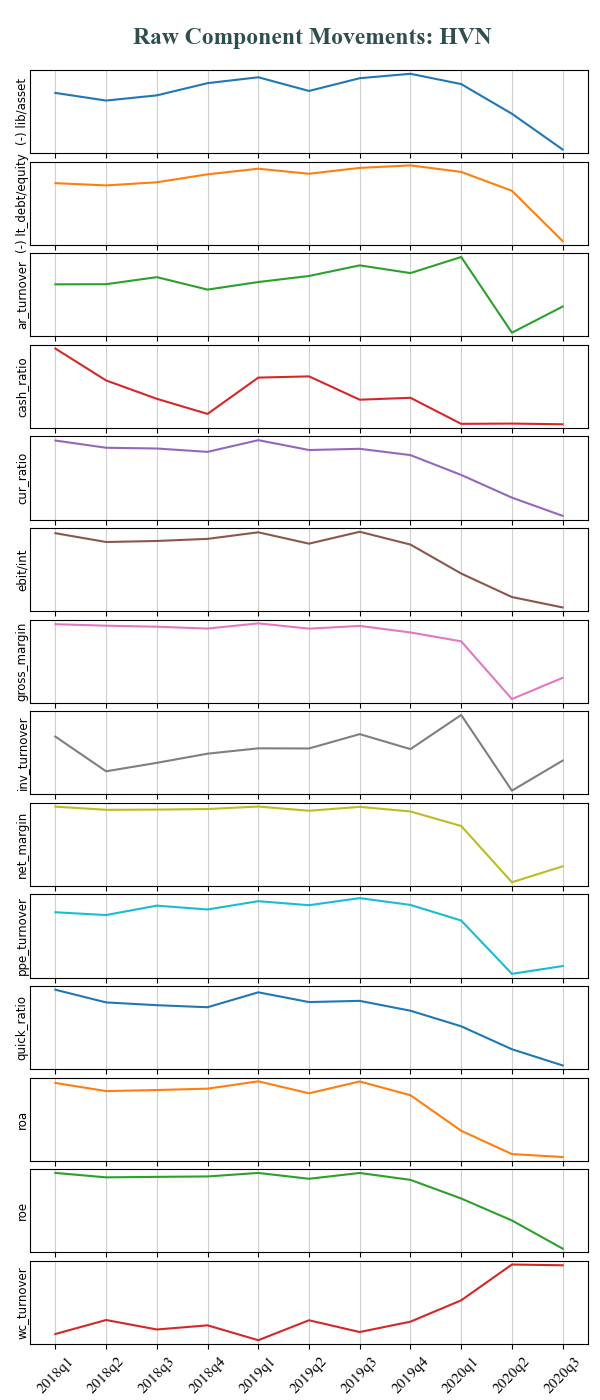 Raw Component Movements: HVN
(-) lib/asset
(-) lt_debt/equity
ar_turnover
cash_ratio
cur_ratio
ebit/int
gross_margin
inv_turnover
net_margin
ppe_turnover
quick_ratio
roa
roe
wc_turnover
2018q1 2018q2 2018q3 2018q4 2019q1 2019q2 2019q3 2019q4 2020q1 2020q2 2020q3